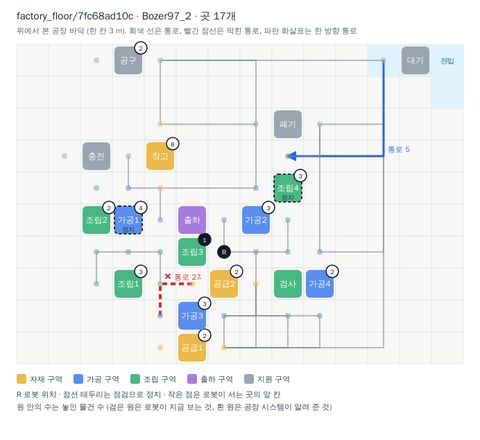 factory_floor/7fc68ad10c · Bozer97_2 · 곳 17개
위에서 본 공장 바닥 (한 칸 3 m). 회색 선은 통로, 빨간 점선은 막힌 통로, 파란 화살표는 한 방향 통로
공구 2
대기
전립
폐기
통로 5
충전
창고 8
조립4 3
정지
조립2 2
가공1 4
정지
출하
가공2 3
조립3 1
R
통로 27
조립1 3
공급2 2
검사
가공4 2
가공3 3
공급1 2
자재 구역
가공 구역
조립 구역
출하 구역
지원 구역
R 로봇 위치 · 점선 테두리는 점검으로 정지 · 작은 점은 로봇이 서는 곳의 앞 칸
원 안의 수는 놓인 물건 수 (검은 원은 로봇이 지금 보는 것, 흰 원은 공장 시스템이 알려 준 것)